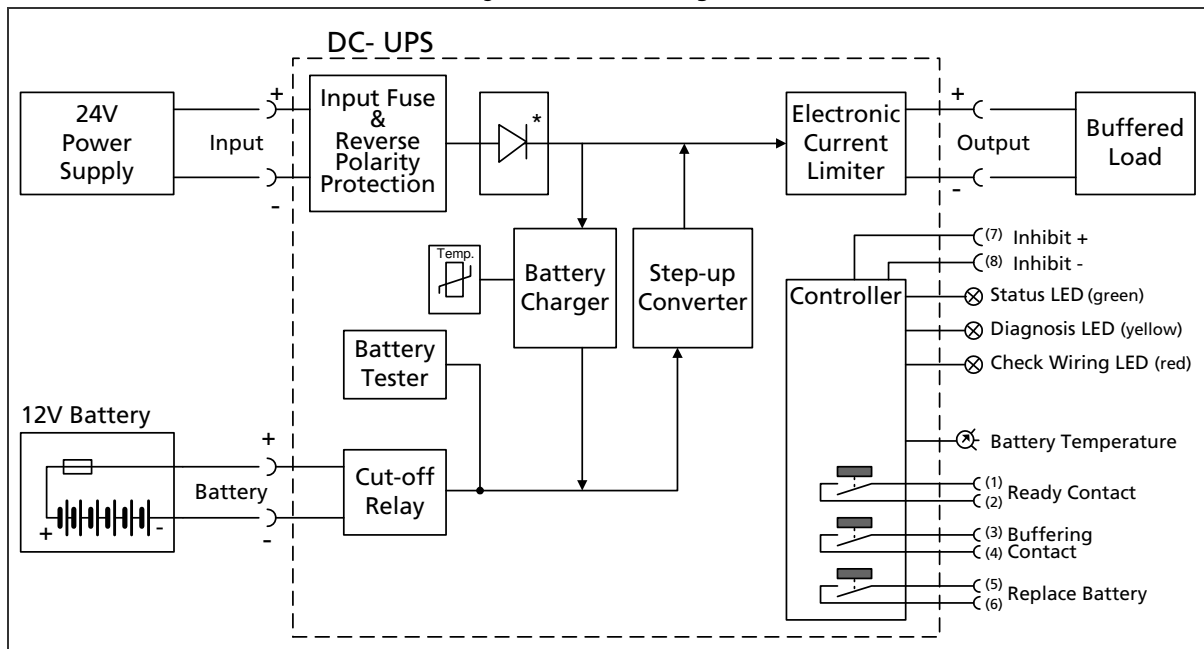 DC- UPS
24V
Power
Supply
+
Input
-
Input Fuse
&
Reverse
Polarity
Protection
*
Electronic
Current
Limiter
+
Output
-
Buffered
Load
Temp.
Battery
Charger
Step-up
Converter
Battery
Tester
12V Battery
+ -
+
Battery
-
Cut-off
Relay
Controller
(7) Inhibit +
(8) Inhibit -
Status LED (green)
Diagnosis LED (yellow)
Check Wiring LED (red)
Battery Temperature
(1)
(2) Ready Contact
(3) Buffering
(4) Contact
(5)
(6) Replace Battery